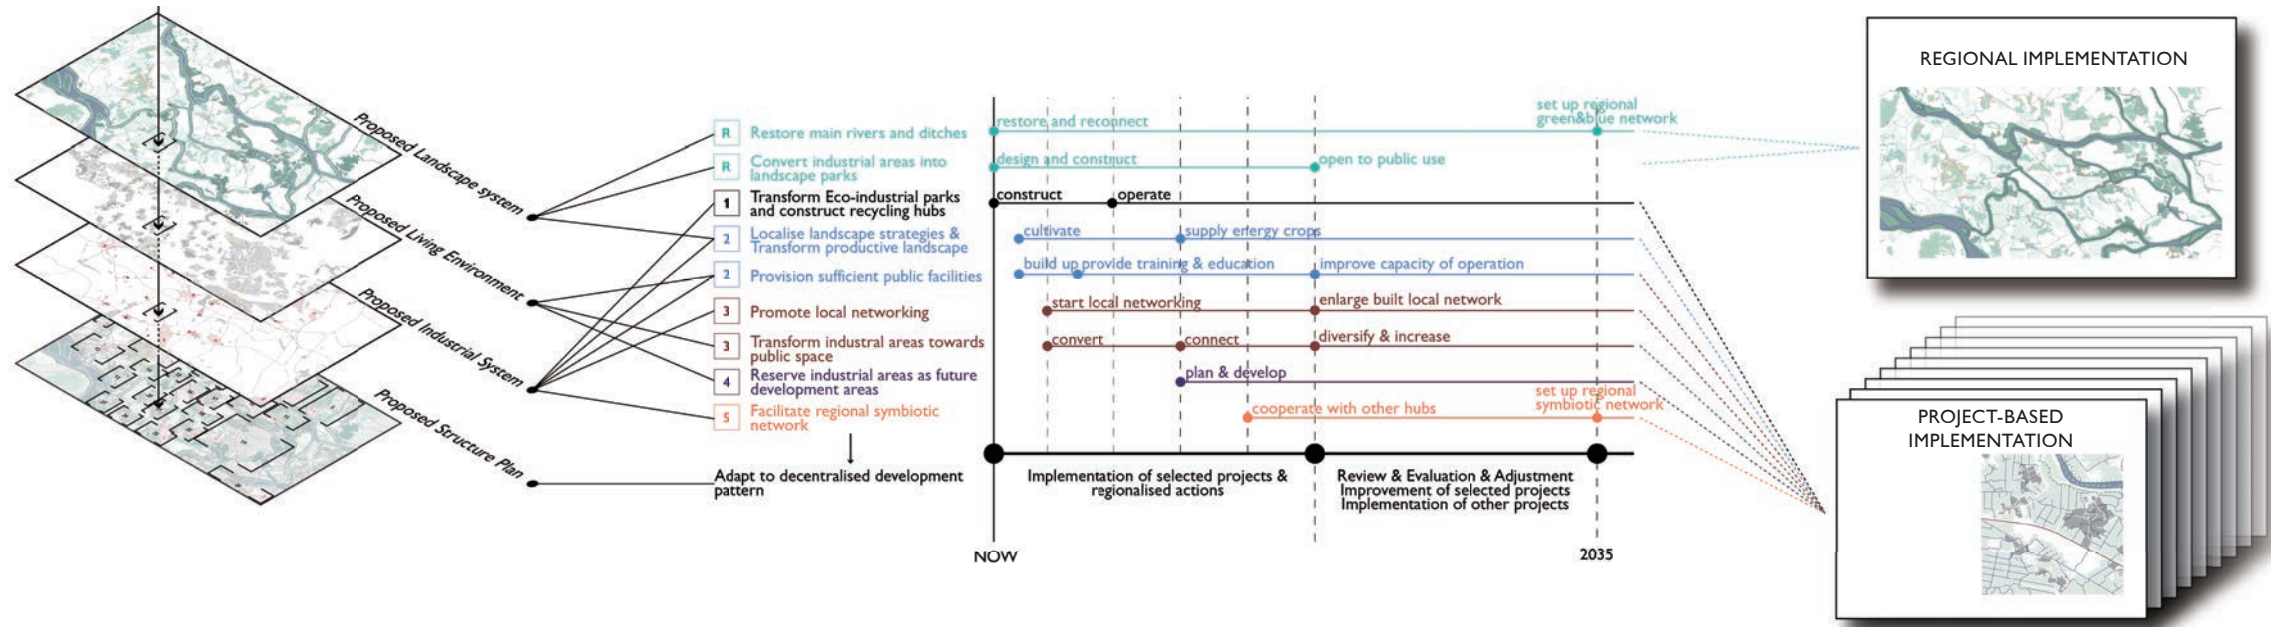 Proposed Landscape system
Proposed Living Environment
Proposed Industrial System
Proposed Structure Plan
R Restore main rivers and ditches
R Convert industrial areas into
landscape parks
1 Transform Eco-industrial parks
and construct recycling hubs
2 Localise landscape strategies &
Transform productive landscape
2 Provision sufficient public facilities
3 Promote local networking
3 Transform industral areas towards
public space
4 Reserve industrial areas as future
development areas
5 Facilitate regional symbiotic
network
Adapt to decentralised development
pattern
restore and reconnect
set up regional
green&blue network
design and construct
open to public use
construct
operate
cultivate
supply energy crops
build up
provide training & education
improve capacity of operation
start local networking
enlarge built local network
convert
connect
diversify & increase
plan & develop
cooperate with other hubs
set up regional
symbiotic network
Implementation of selected projects &
regionalised actions
Review & Evaluation & Adjustment
Improvement of selected projects
Implementation of other projects
NOW
2035
REGIONAL IMPLEMENTATION
PROJECT-BASED
IMPLEMENTATION